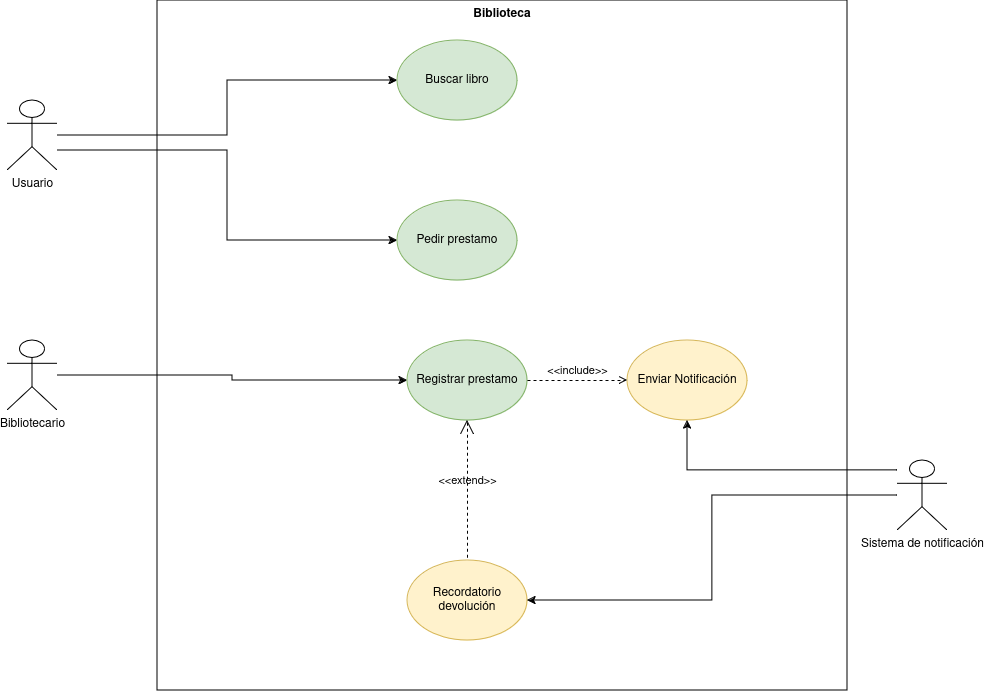 Biblioteca
Buscar libro
Usuario
Pedir prestamo
Bibliotecario
Registrar prestamo
<<include>>
Enviar Notificación
<<extend>>
Sistema de notificación
Recordatorio
devolución